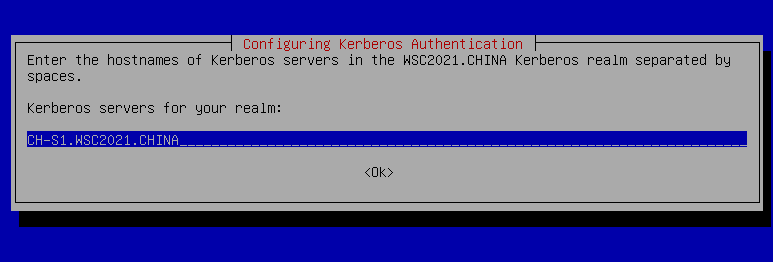 Configuring Kerberos Authentication
Enter the hostnames of Kerberos servers in the WSC2021.CHINA Kerberos realm separated by
spaces.
Kerberos servers for your realm:
CH-S1.WSC2021.CHINA
<Ok>